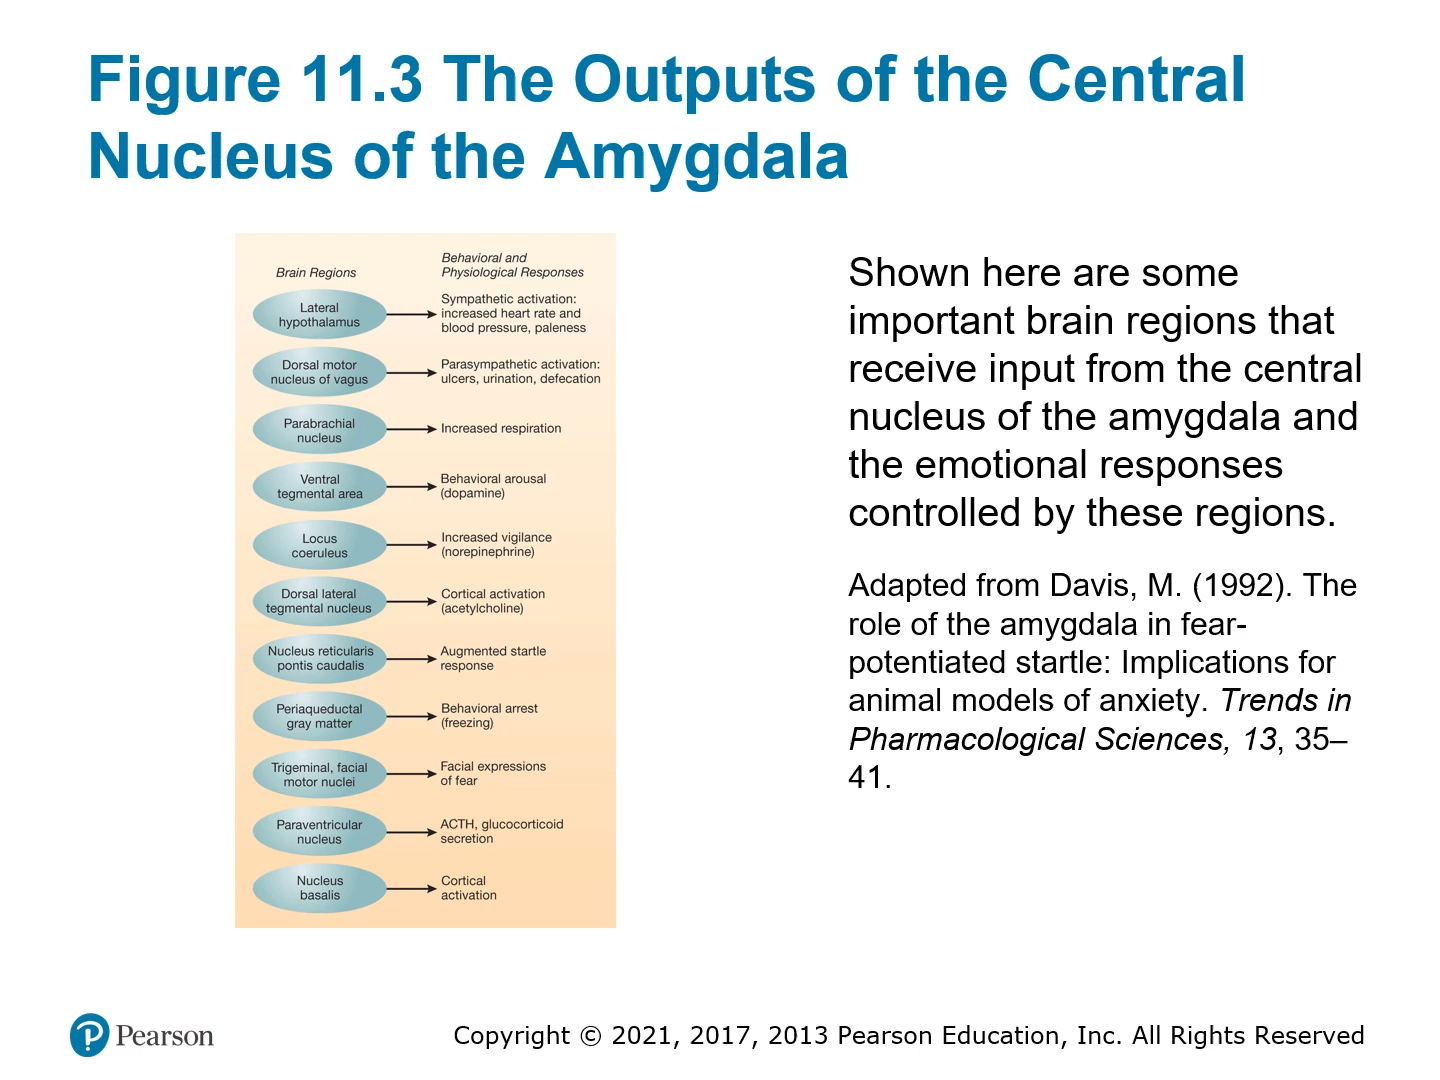 Figure 11.3 The Outputs of the Central
Nucleus of the Amygdala
Brain Regions
Behavioral and
Physiological Responses
Lateral
hypothalamus
Sympathetic activation:
increased heart rate and
blood pressure, paleness
Dorsal motor
nucleus of vagus
Parasympathetic activation:
ulcers, urination, defecation
Parabrachial
nucleus
Increased respiration
Ventral
tegmental area
Behavioral arousal
(dopamine)
Locus
coeruleus
Increased vigilance
(norepinephrine)
Dorsal lateral
tegmental nucleus
Cortical activation
(acetylcholine)
Nucleus reticularis
pontis caudalis
Augmented startle
response
Periaqueductal
gray matter
Behavioral arrest
(freezing)
Trigeminal, facial
motor nuclei
Facial expressions
of fear
Paraventricular
nucleus
ACTH, glucocorticoid
secretion
Nucleus
basalis
Cortical
activation
Shown here are some
important brain regions that
receive input from the central
nucleus of the amygdala and
the emotional responses
controlled by these regions.
Adapted from Davis, M. (1992). The
role of the amygdala in fear-
potentiated startle: Implications for
animal models of anxiety. Trends in
Pharmacological Sciences, 13, 35–
41.
Pearson
Copyright © 2021, 2017, 2013 Pearson Education, Inc. All Rights Reserved